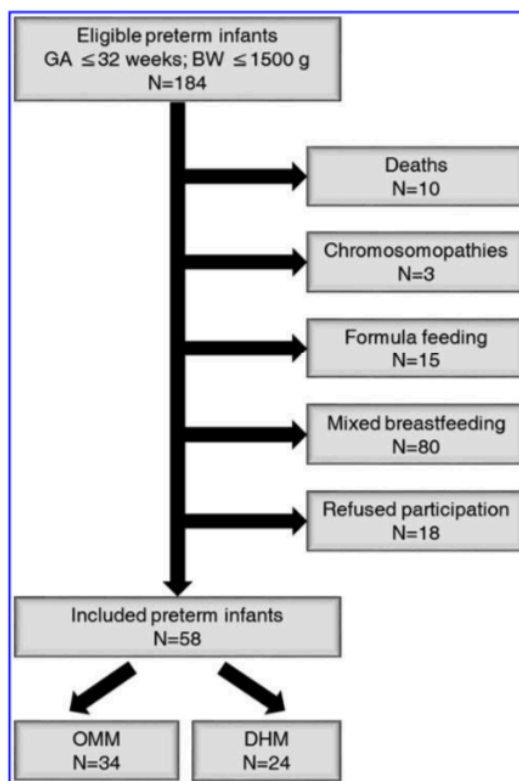 Eligible preterm infants
GA ≤32 weeks; BW ≤1500 g
N=184
Deaths
N=10
Chromosomopathies
N=3
Formula feeding
N=15
Mixed breastfeeding
N=80
Refused participation
N=18
Included preterm infants
N=58
OMM
N=34
DHM
N=24